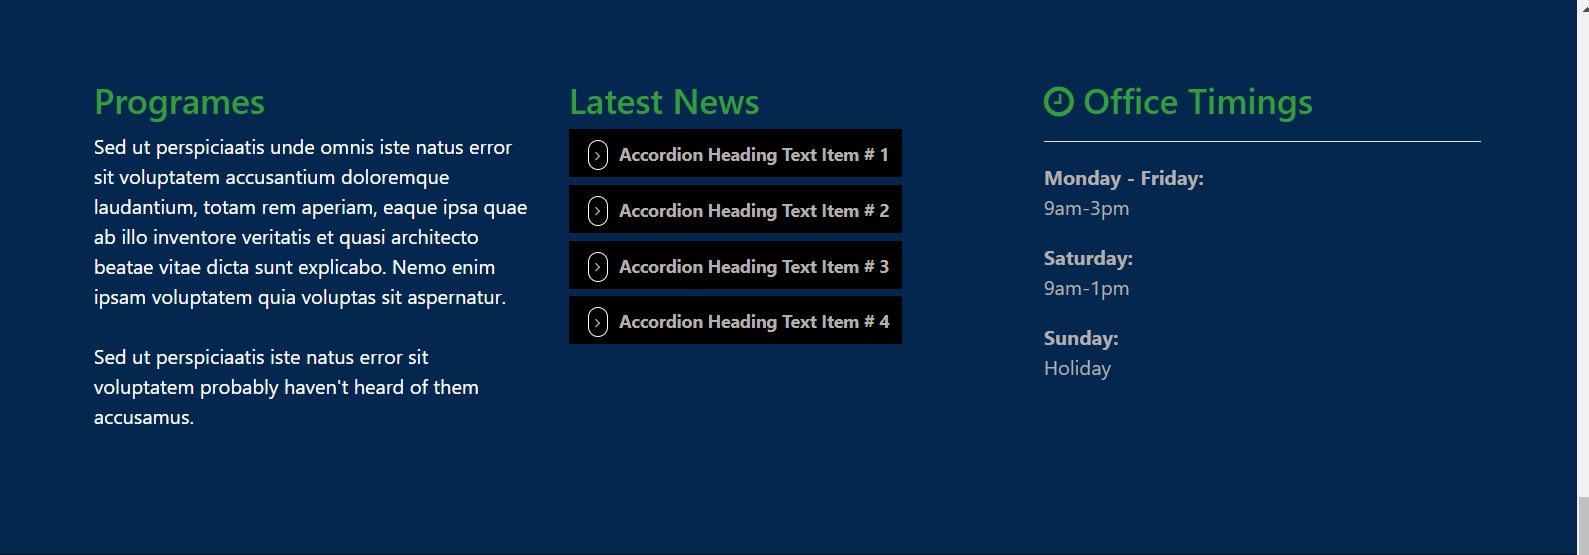 Programes
Sed ut perspiciaatis unde omnis iste natus error
sit voluptatem accusantium doloremque
laudantium, totam rem aperiam, eaque ipsa quae
ab illo inventore veritatis et quasi architecto
beatae vitae dicta sunt explicabo. Nemo enim
ipsam voluptatem quia voluptas sit aspernatur.
Sed ut perspiciaatis iste natus error sit
voluptatem probably haven't heard of them
accusamus.
Latest News
Accordion Heading Text Item # 1
Accordion Heading Text Item # 2
Accordion Heading Text Item # 3
Accordion Heading Text Item # 4
Office Timings
Monday - Friday:
9am-3pm
Saturday:
9am-1pm
Sunday:
Holiday